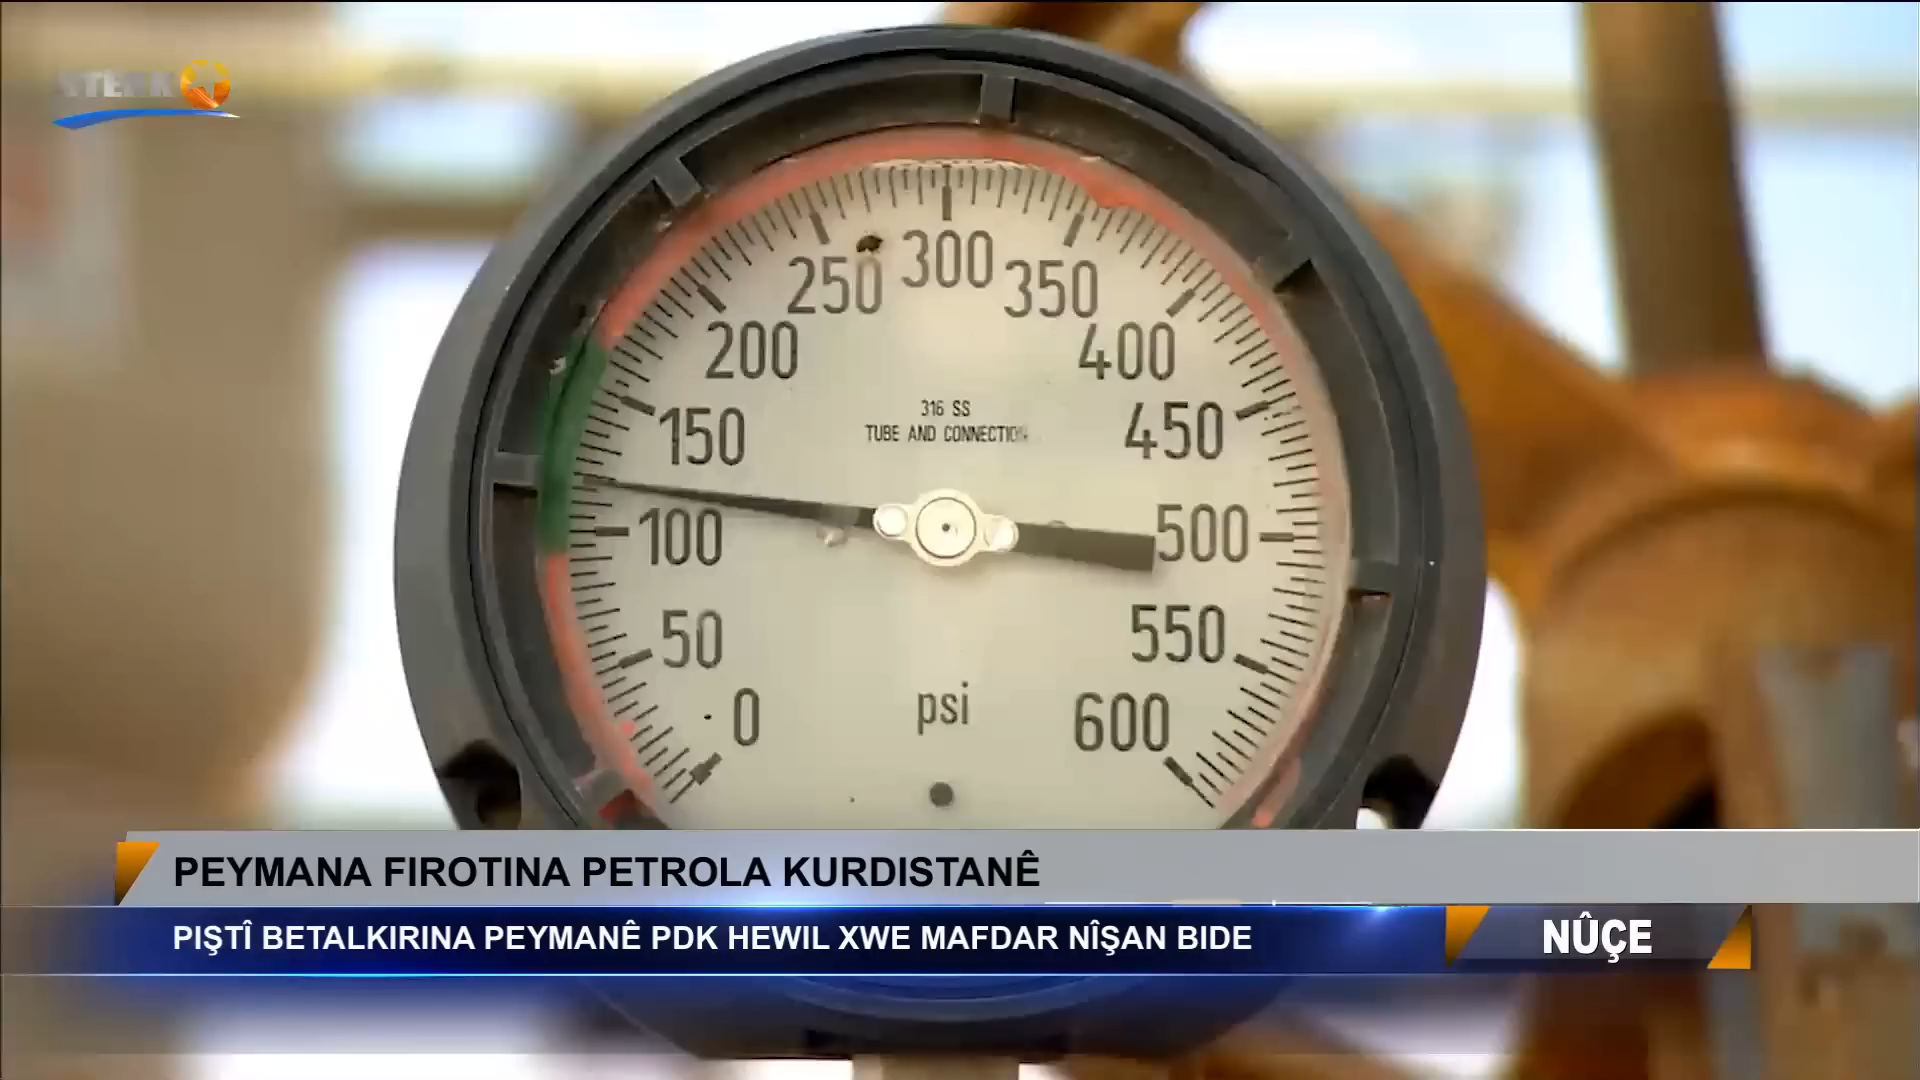 STÊRK
300
250
350
200
400
316 SS
150
TUBE AND CONNECTION
450
100
500
50
550
0
psi
600
PEYMANA FIROTINA PETROLA KURDISTANÊ
PIŞTÎ BETALKIRINA PEYMANÊ PDK HEWIL XWE MAFDAR NÎŞAN BIDE
NÛÇE